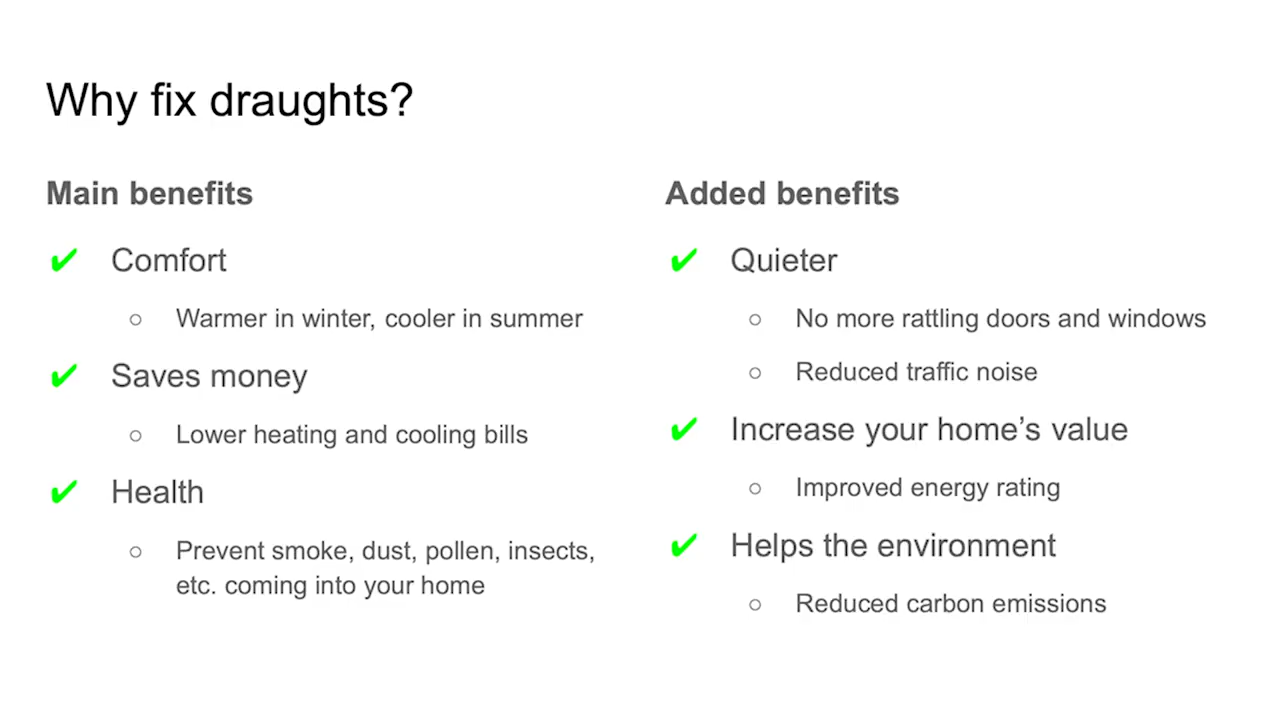 Why fix draughts?
Main benefits
✔ Comfort
○ Warmer in winter, cooler in summer
✔ Saves money
○ Lower heating and cooling bills
✔ Health
○ Prevent smoke, dust, pollen, insects,
etc. coming into your home
Added benefits
✔ Quieter
○ No more rattling doors and windows
○ Reduced traffic noise
✔ Increase your home’s value
○ Improved energy rating
✔ Helps the environment
○ Reduced carbon emissions